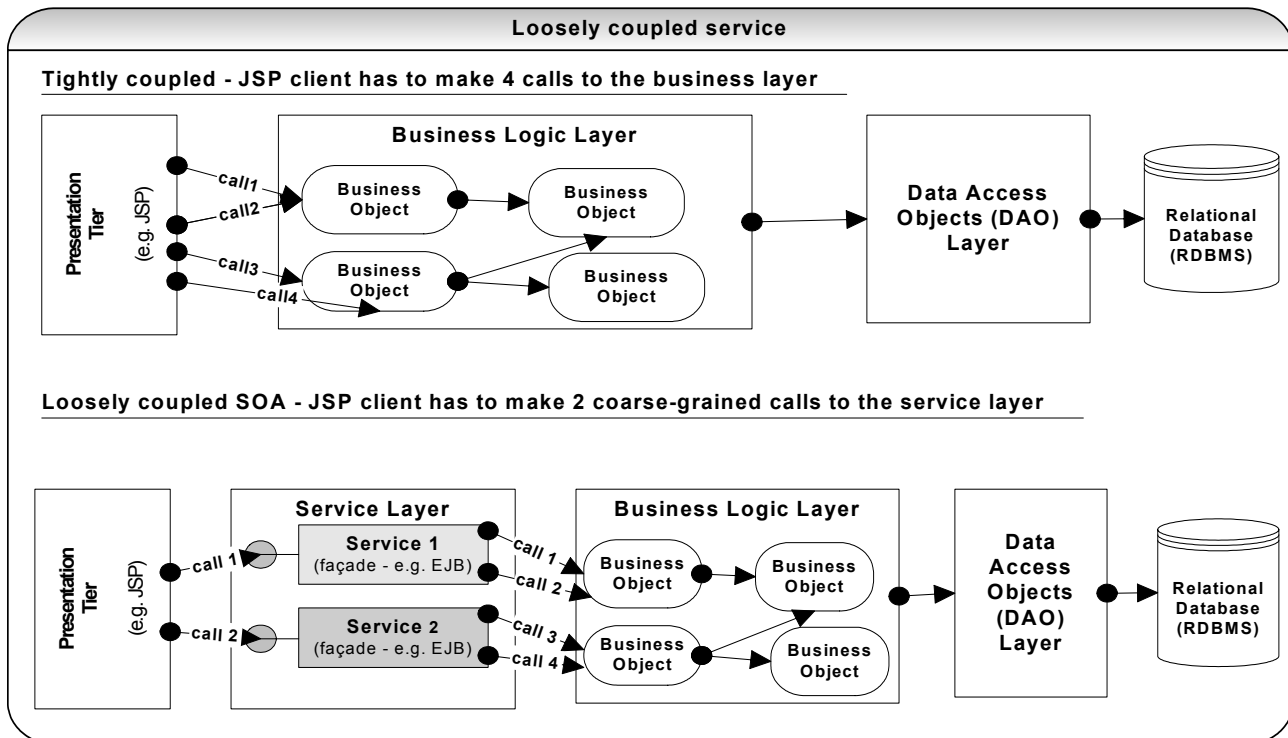 Loosely coupled service
Tightly coupled - JSP client has to make 4 calls to the business layer
Presentation
Tier
(e.g. JSP)
call1
call2
call3
call4
Business Logic Layer
Business
Object
Business
Object
Business
Object
Business
Object
Data Access
Objects (DAO)
Layer
Relational
Database
(RDBMS)
Loosely coupled SOA - JSP client has to make 2 coarse-grained calls to the service layer
Presentation
Tier
(e.g. JSP)
call 1
call 2
Service Layer
Service 1
(façade - e.g. EJB)
Service 2
(façade - e.g. EJB)
call 1
call 2
call 3
call 4
Business Logic Layer
Business
Object
Business
Object
Business
Object
Business
Object
Data
Access
Objects
(DAO)
Layer
Relational
Database
(RDBMS)